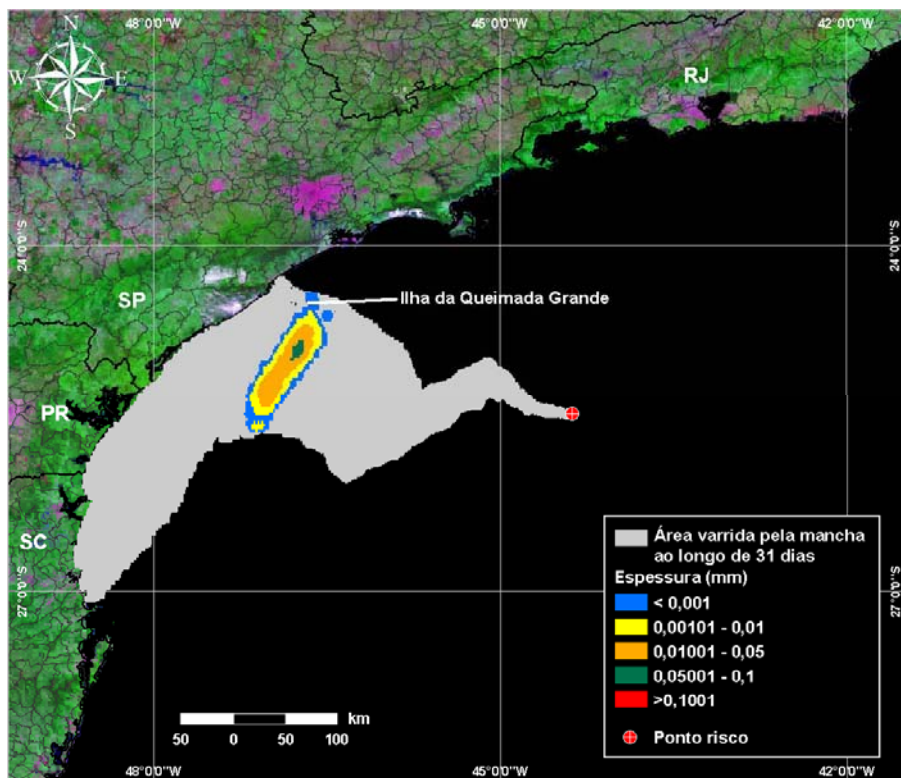 48°0'0"W
45°0'0"W
42°0'0"W
N
W
E
S
RJ
24°0'0"S
24°0'0"S
SP
Ilha da Queimada Grande
PR
SC
Área varrida pela mancha
ao longo de 31 dias
Espessura (mm)
< 0,001
0,00101 - 0,01
0,01001 - 0,05
0,05001 - 0,1
>0,1001
Ponto risco
27°0'0"S
27°0'0"S
km
50
0
50
100
48°0'0"W
45°0'0"W
42°0'0"W